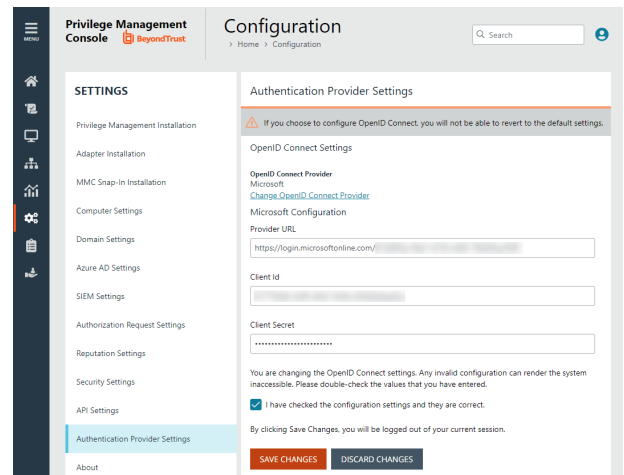 MENU
Privilege Management
Console BeyondTrust
Configuration
> Home > Configuration
Search
SETTINGS
Privilege Management Installation
Adapter Installation
MMC Snap-In Installation
Computer Settings
Domain Settings
Azure AD Settings
SIEM Settings
Authorization Request Settings
Reputation Settings
Security Settings
API Settings
Authentication Provider Settings
About
Authentication Provider Settings
If you choose to configure OpenID Connect, you will not be able to revert to the default settings.
OpenID Connect Settings
OpenID Connect Provider
Microsoft
Change OpenID Connect Provider
Microsoft Configuration
Provider URL
https://login.microsoftonline.com/
Client Id
Client Secret
You are changing the OpenID Connect settings. Any invalid configuration can render the system
inaccessible. Please double-check the values that you have entered.
I have checked the configuration settings and they are correct.
By clicking Save Changes, you will be logged out of your current session.
SAVE CHANGES
DISCARD CHANGES